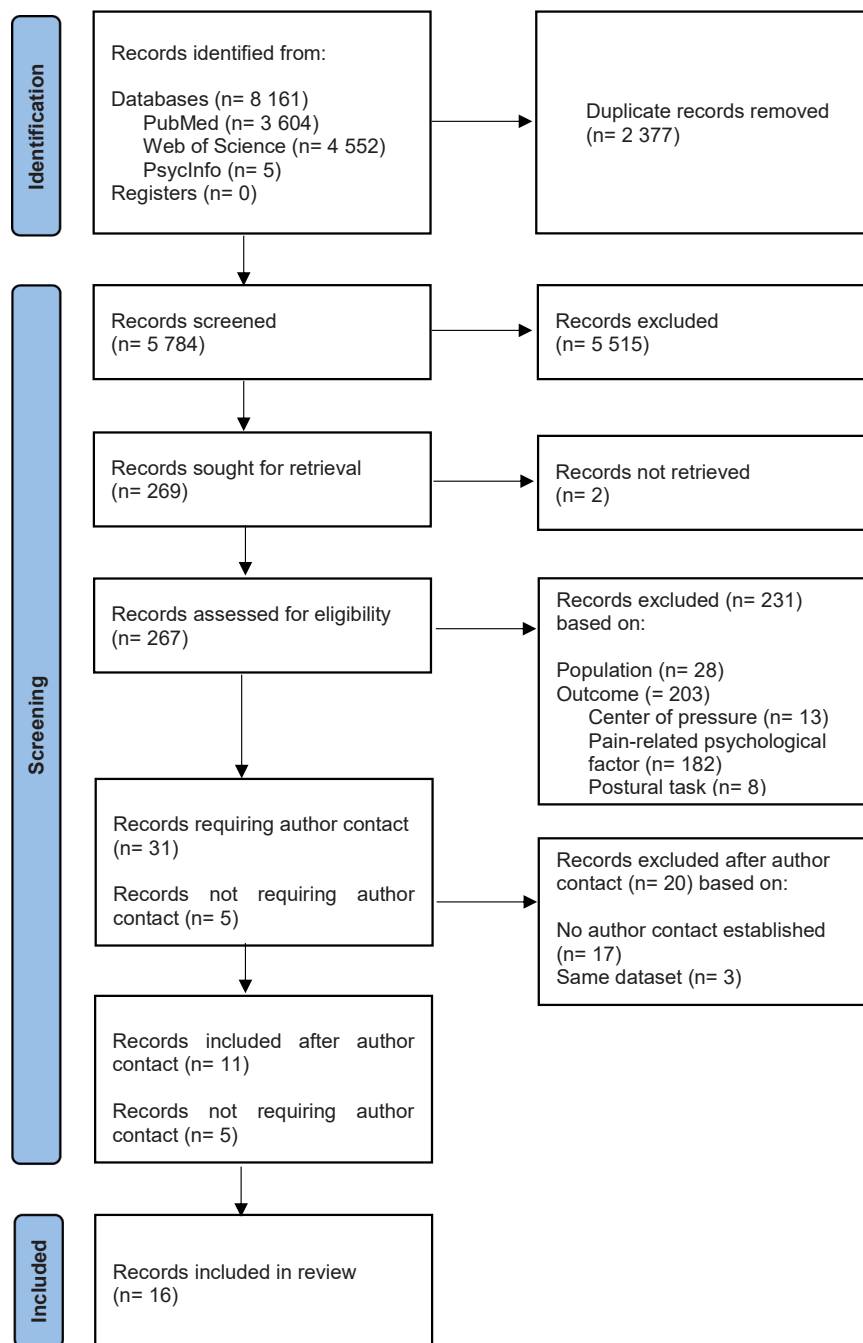 Identification
Records identified from:
Databases (n= 8 161)
PubMed (n= 3 604)
Web of Science (n= 4 552)
PsycInfo (n= 5)
Registers (n= 0)
Duplicate records removed
(n= 2 377)
Screening
Records screened
(n= 5 784)
Records excluded
(n= 5 515)
Records sought for retrieval
(n= 269)
Records not retrieved
(n= 2)
Records assessed for eligibility
(n= 267)
Records excluded (n= 231)
based on:
Population (n= 28)
Outcome (= 203)
Center of pressure (n= 13)
Pain-related psychological
factor (n= 182)
Postural task (n= 8)
Records requiring author contact
(n= 31)
Records not requiring author
contact (n= 5)
Records excluded after author
contact (n= 20) based on:
No author contact established
(n= 17)
Same dataset (n= 3)
Records included after author
contact (n= 11)
Records not requiring author
contact (n= 5)
Included
Records included in review
(n= 16)